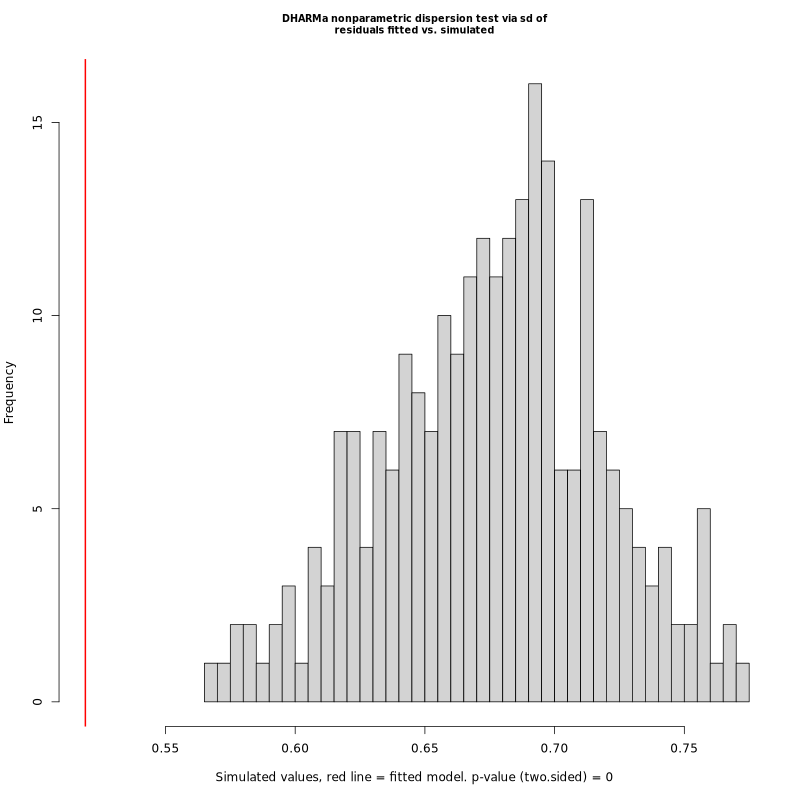 DHARMa nonparametric dispersion test via sd of
residuals fitted vs. simulated
15
10
5
0
Frequency
0.55 0.60 0.65 0.70 0.75
Simulated values, red line = fitted model. p-value (two.sided) = 0